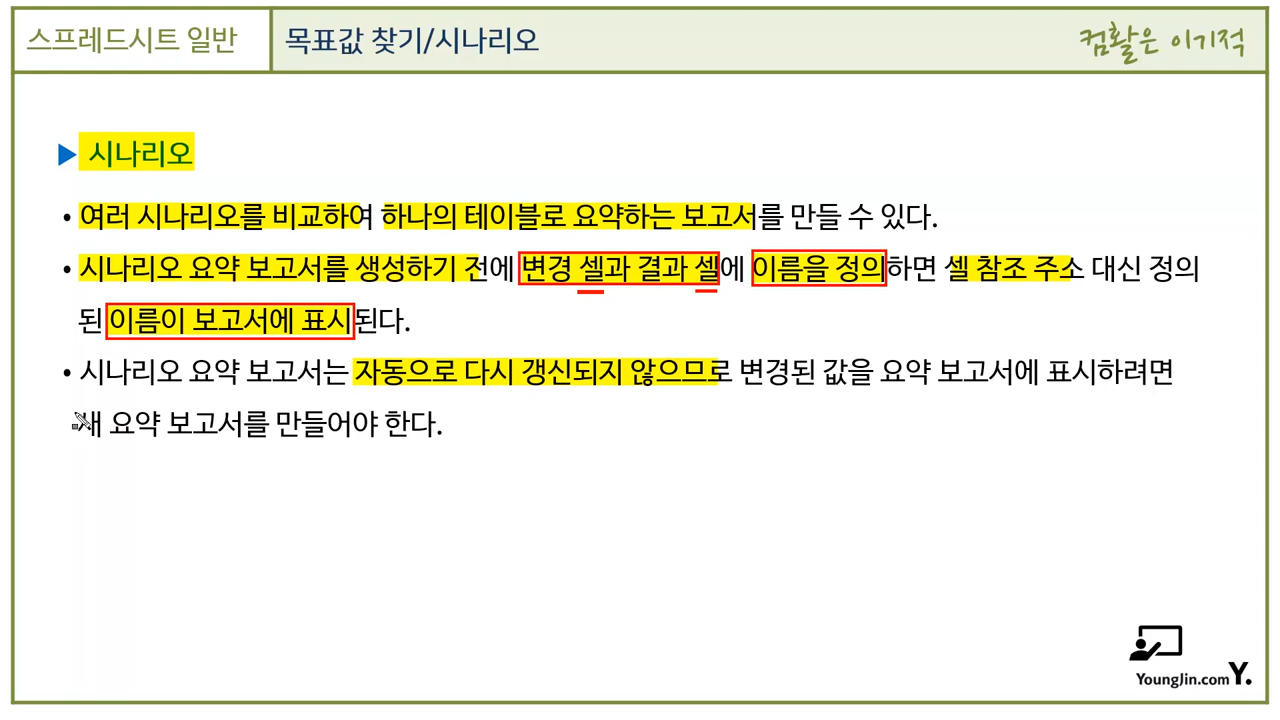 스프레드시트 일반
목표값 찾기/시나리오
컴활은 이기적
▶ 시나리오
• 여러 시나리오를 비교하여 하나의 테이블로 요약하는 보고서를 만들 수 있다.
• 시나리오 요약 보고서를 생성하기 전에 변경 셀과 결과 셀에 이름을 정의하면 셀 참조 주소 대신 정의
된 이름이 보고서에 표시된다.
• 시나리오 요약 보고서는 자동으로 다시 갱신되지 않으므로 변경된 값을 요약 보고서에 표시하려면
새 요약 보고서를 만들어야 한다.
YoungJin.com Y.